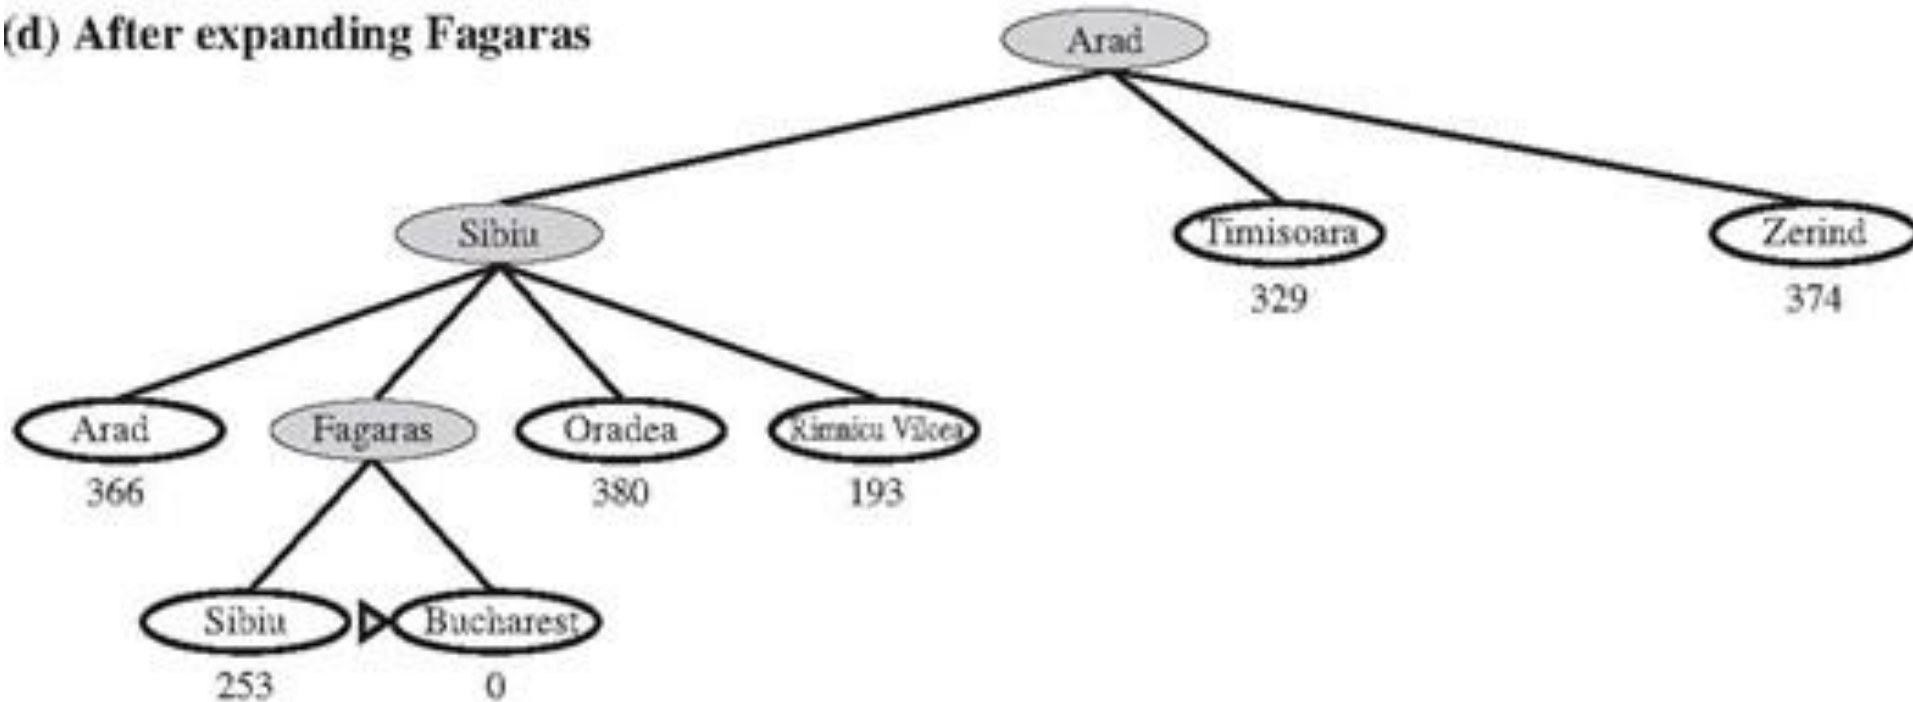 (d) After expanding Fagaras
Arad
Sibiu
Timisoara
Zerind
329
374
Arad
Fagaras
Oradea
Rimnicu Vilcea
366
380
193
Sibiu
Bucharest
253
0